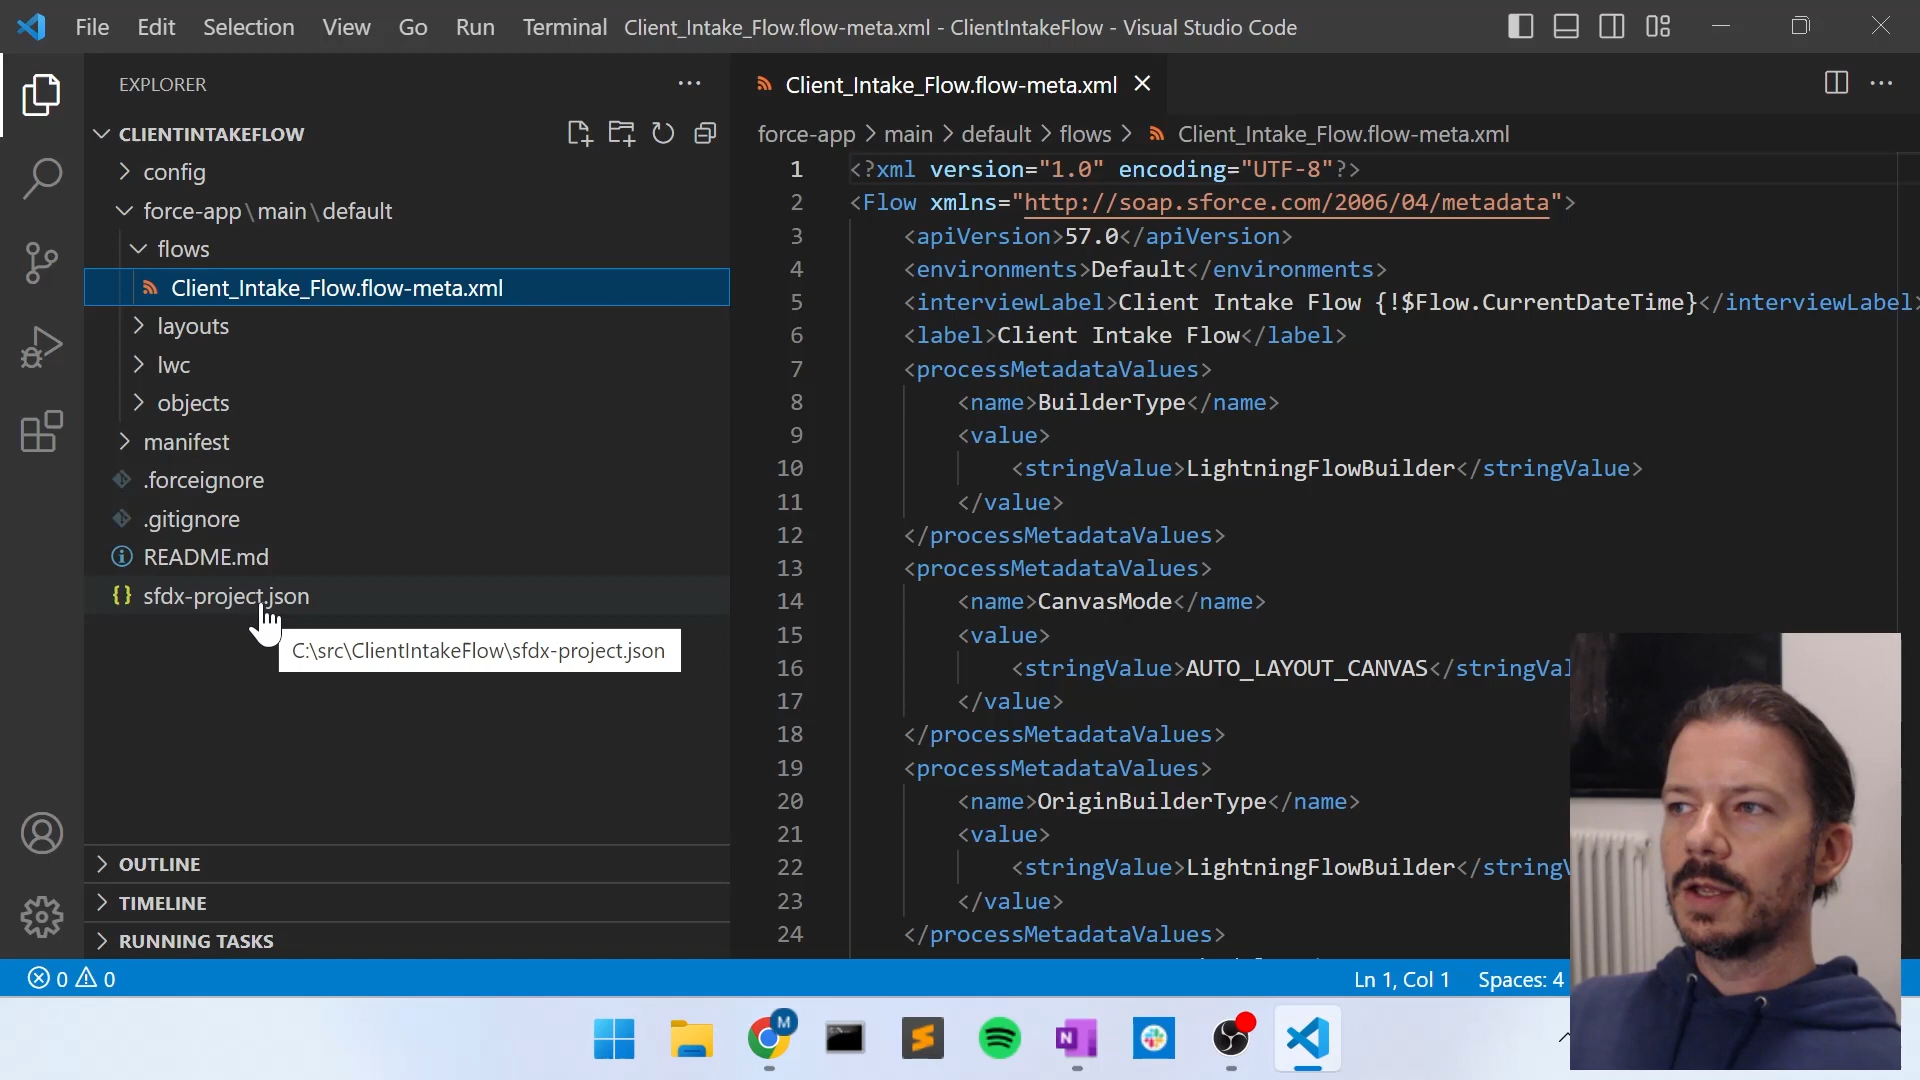 File Edit Selection View Go Run Terminal Client_Intake_Flow.flow-meta.xml - ClientIntakeFlow - Visual Studio Code
EXPLORER
CLIENTINTAKEFLOW
config
force-app\main\default
flows
Client_Intake_Flow.flow-meta.xml
layouts
lwc
objects
manifest
.forceignore
.gitignore
README.md
sfdx-project.json
C:\src\ClientIntakeFlow\sfdx-project.json
OUTLINE
TIMELINE
RUNNING TASKS
Client_Intake_Flow.flow-meta.xml
force-app > main > default > flows > Client_Intake_Flow.flow-meta.xml
1 <?xml version="1.0" encoding="UTF-8"?>
2 <Flow xmlns="http://soap.sforce.com/2006/04/metadata">
3 <apiVersion>57.0</apiVersion>
4 <environments>Default</environments>
5 <interviewLabel>Client Intake Flow {!$Flow.CurrentDateTime}</interviewLabel>
6 <label>Client Intake Flow</label>
7 <processMetadataValues>
8 <name>BuilderType</name>
9 <value>
10 <stringValue>LightningFlowBuilder</stringValue>
11 </value>
12 </processMetadataValues>
13 <processMetadataValues>
14 <name>CanvasMode</name>
15 <value>
16 <stringValue>AUTO_LAYOUT_CANVAS</stringVal
17 </value>
18 </processMetadataValues>
19 <processMetadataValues>
20 <name>OriginBuilderType</name>
21 <value>
22 <stringValue>LightningFlowBuilder</string
23 </value>
24 </processMetadataValues>
0 0
Ln 1, Col 1 Spaces: 4
M
N